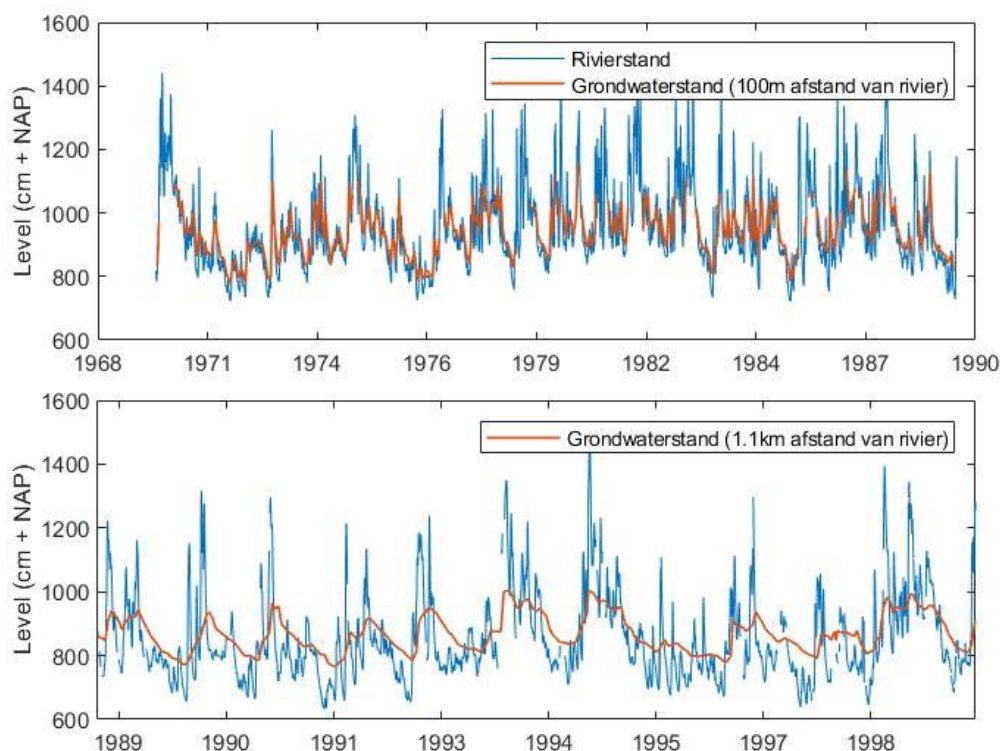 1600
1400
1200
1000
800
600
Level (cm + NAP)
Rivierstand
Grondwaterstand (100m afstand van rivier)
1968 1971 1974 1976 1979 1982 1984 1987 1990
1600
1400
1200
1000
800
600
Level (cm + NAP)
Grondwaterstand (1.1km afstand van rivier)
1989 1990 1991 1993 1994 1995 1997 1998